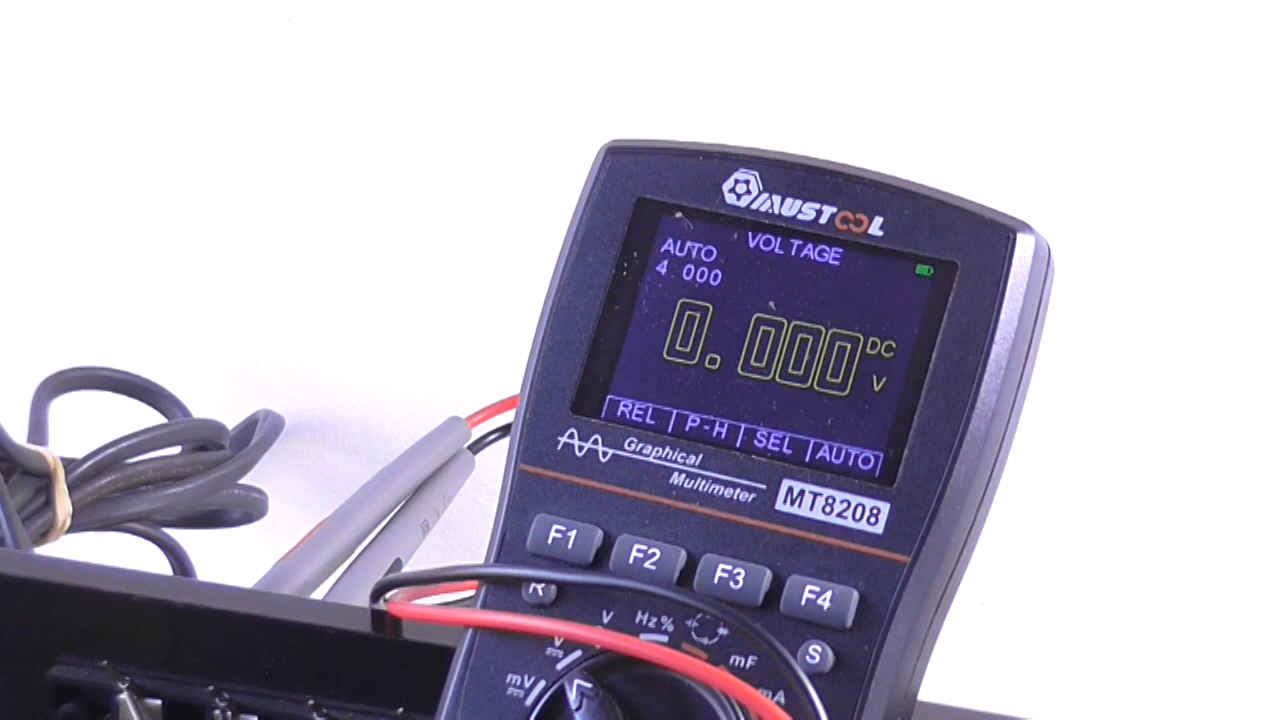 MUSTOOL
VOLTAGE
AUTO
4.000
0.000 DC
V
REL P-H SEL AUTO
Graphical
Multimeter
MT8208
F1 F2 F3 F4
R
V Hz%
V mF S
mV mA